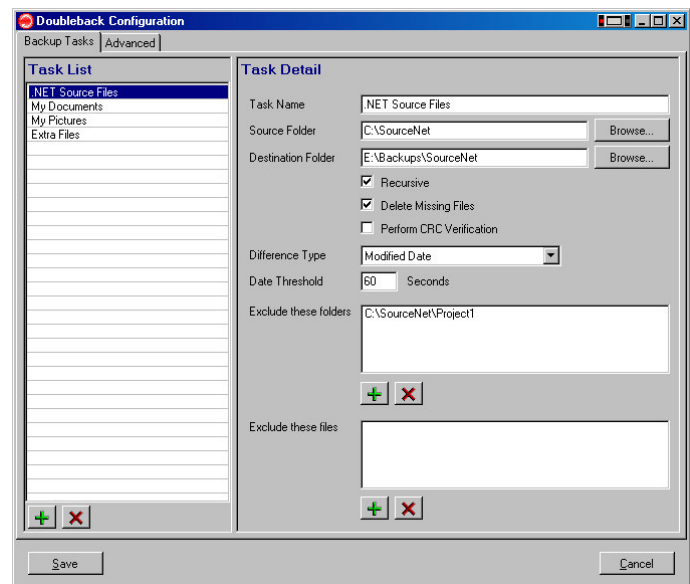 Doubleback Configuration
Backup Tasks
Advanced
Task List
.NET Source Files
My Documents
My Pictures
Extra Files
Task Detail
Task Name
.NET Source Files
Source Folder
C:\SourceNet
Browse...
Destination Folder
E:\Backups\SourceNet
Browse...
Recursive
Delete Missing Files
Perform CRC Verification
Difference Type
Modified Date
Date Threshold
60
Seconds
Exclude these folders
C:\SourceNet\Project1
Exclude these files
Save
Cancel